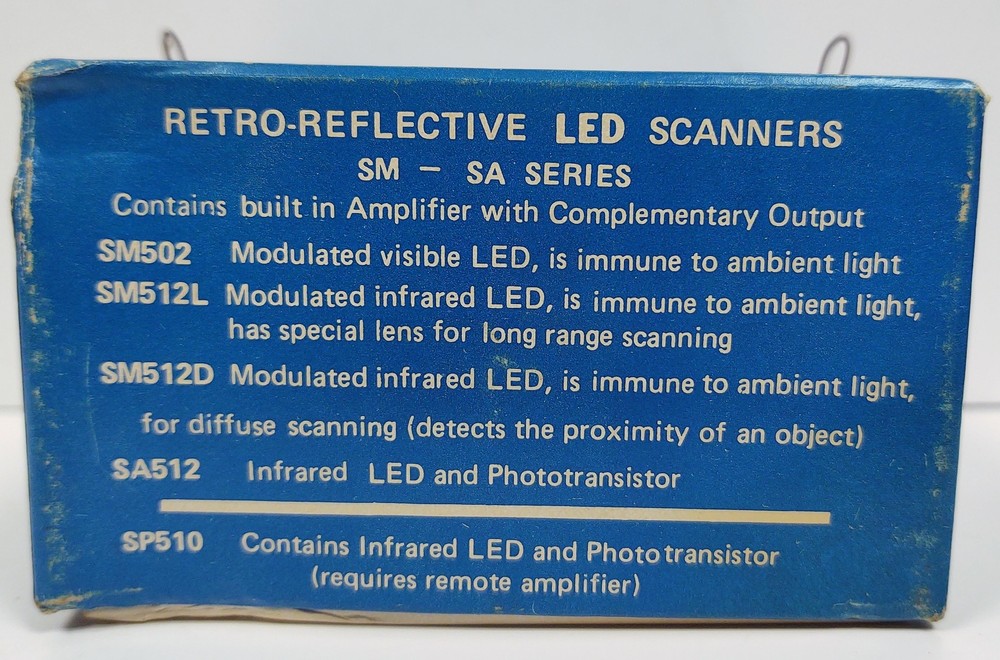 RETRO-REFLECTIVE LED SCANNERS
SM — SA SERIES
Contains built in Amplifier with Complementary Output
SM502 Modulated visible LED, is immune to ambient light
SM512L Modulated infrared LED, is immune to ambient light,
has special lens for long range scanning
SM512D Modulated infrared LED, is immune to ambient light,
for diffuse scanning (detects the proximity of an object)
SA512 Infrared LED and Phototransistor
SP510 Contains Infrared LED and Phototransistor
(requires remote amplifier)